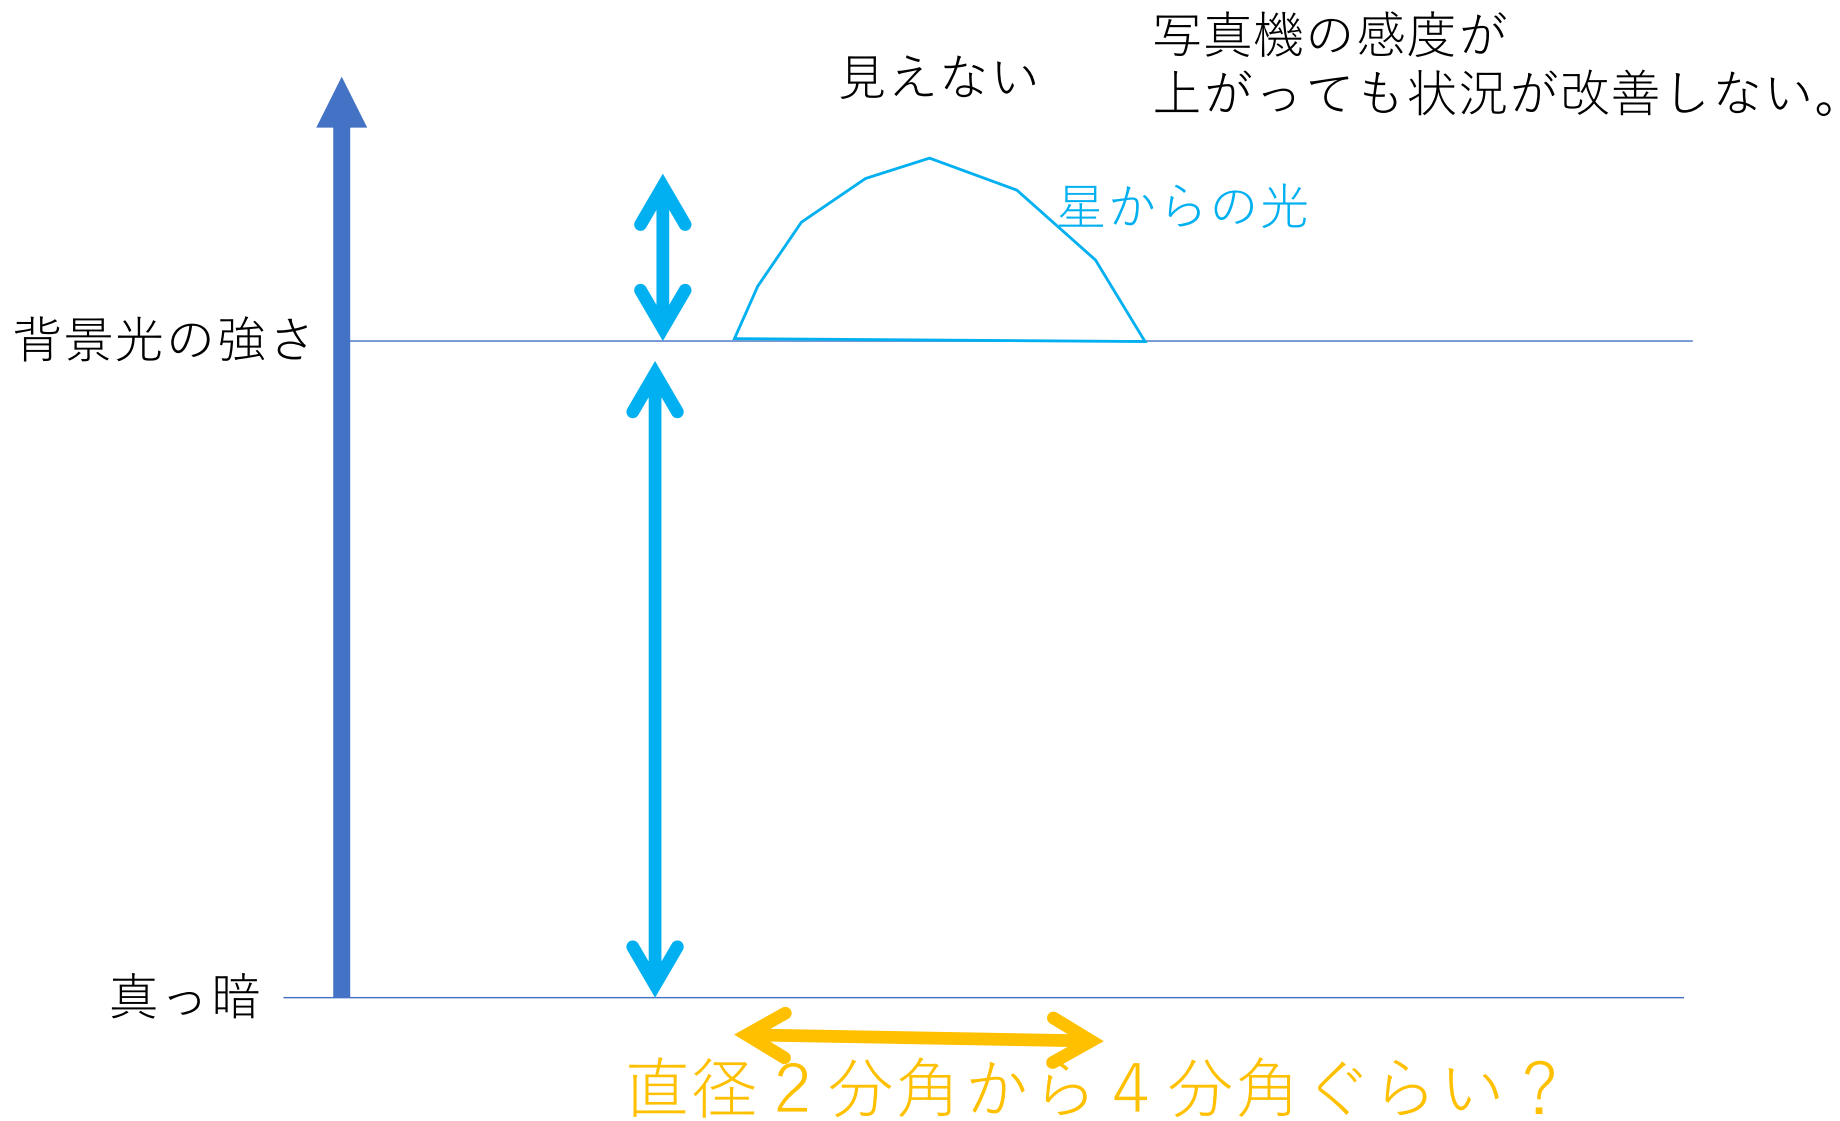 写真機の感度が
上がっても状況が改善しない。
見えない
星からの光
背景光の強さ
真っ暗
直径２分角から４分角ぐらい？